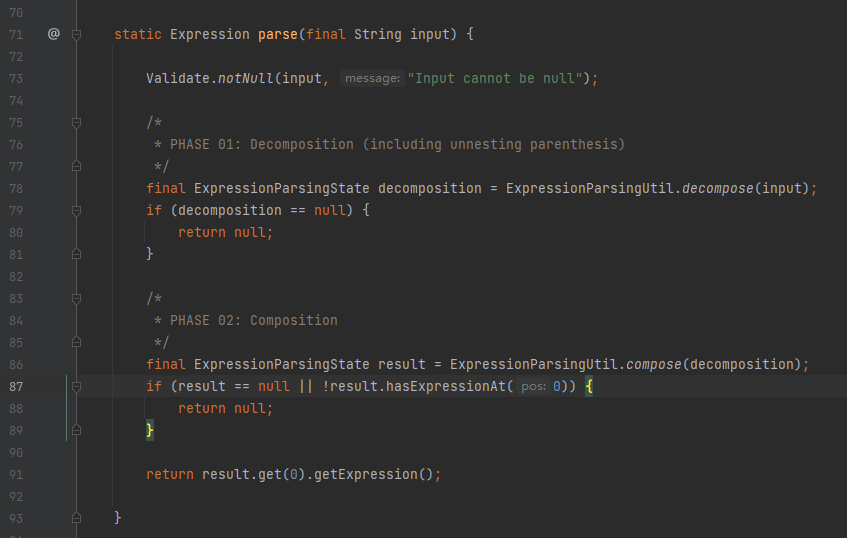 70
71 @ static Expression parse(final String input) {
72
73 Validate.notNull(input, message: "Input cannot be null");
74
75 /*
76 * PHASE 01: Decomposition (including unnesting parenthesis)
77 */
78 final ExpressionParsingState decomposition = ExpressionParsingUtil.decompose(input);
79 if (decomposition == null) {
80 return null;
81 }
82
83 /*
84 * PHASE 02: Composition
85 */
86 final ExpressionParsingState result = ExpressionParsingUtil.compose(decomposition);
87 if (result == null || !result.hasExpressionAt( pos: 0)) {
88 return null;
89 }
90
91 return result.get(0).getExpression();
92
93 }